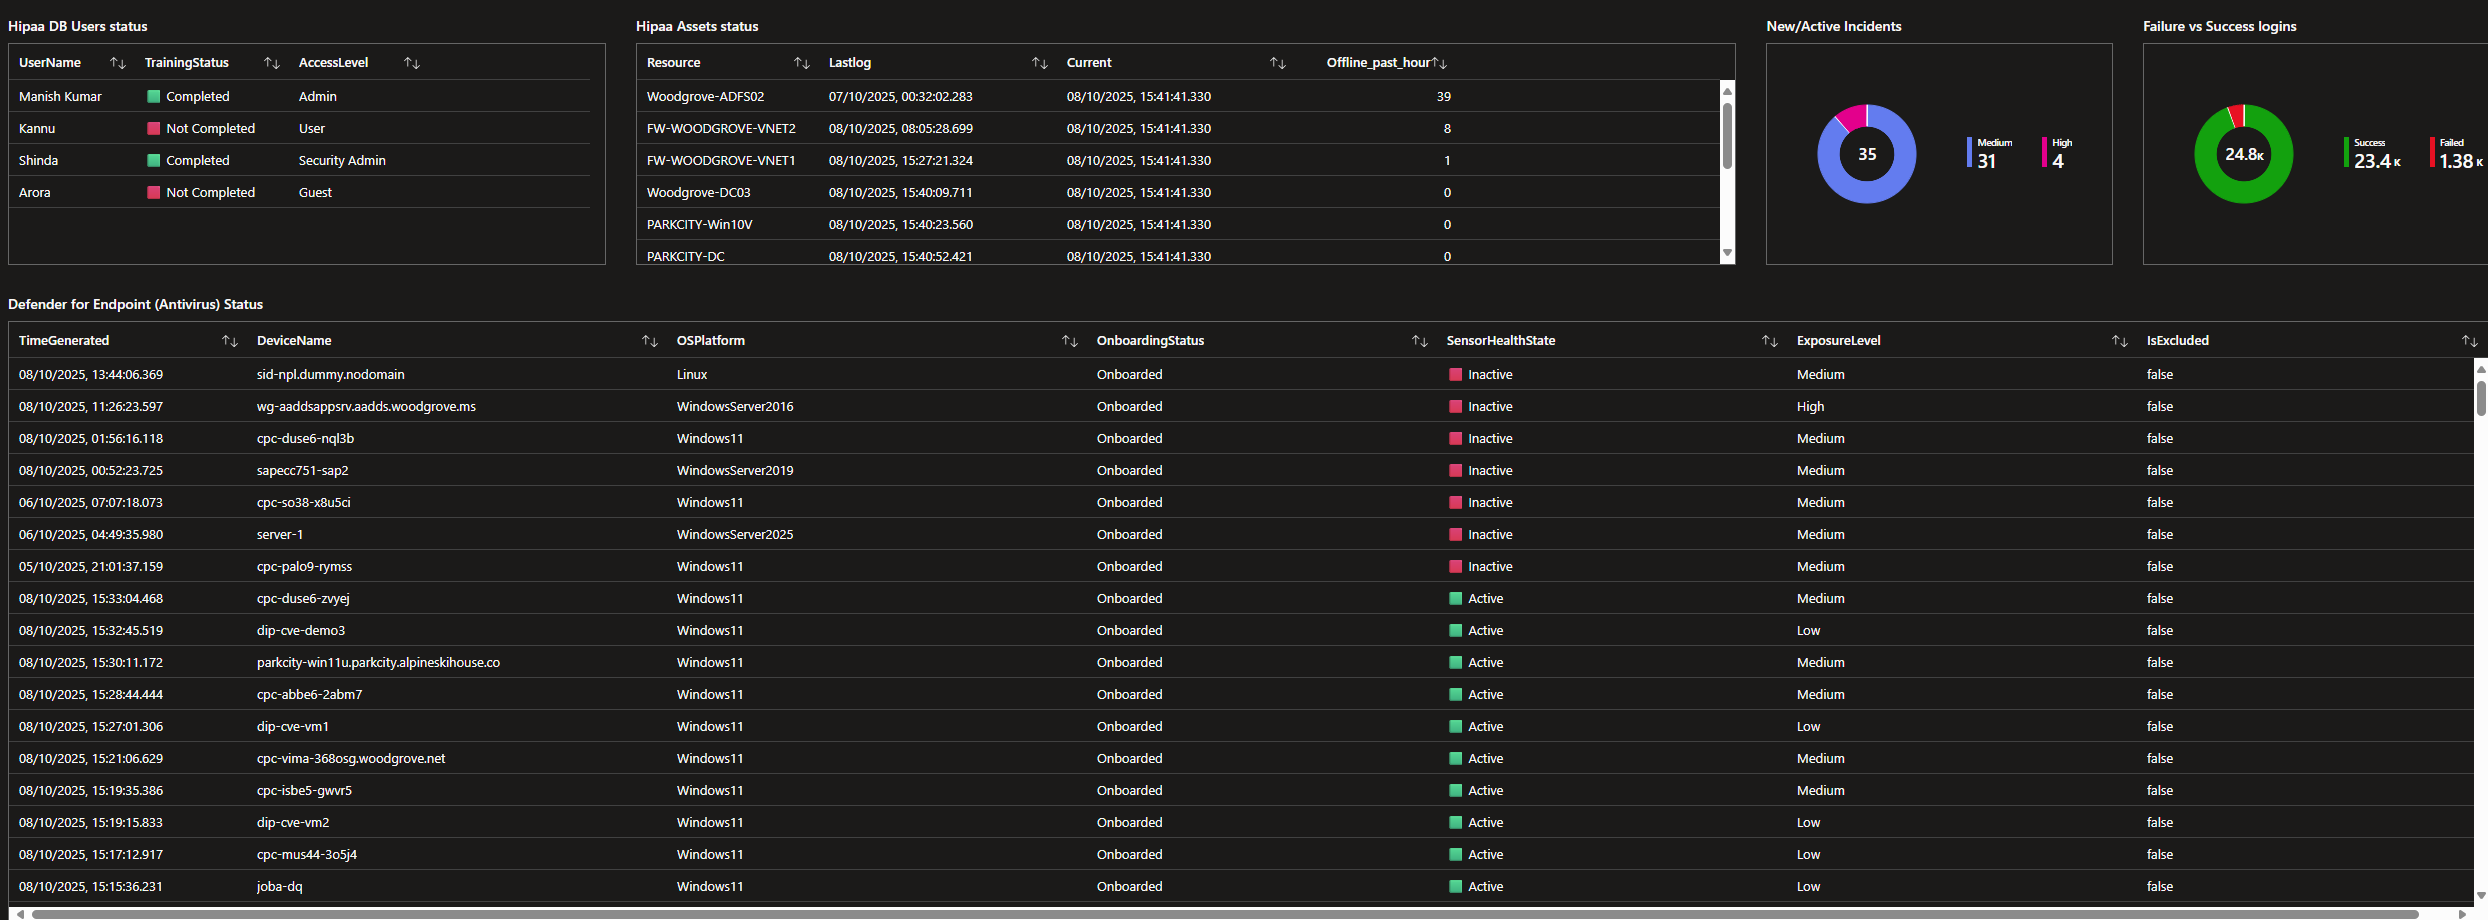 Hipaa DB Users status
UserName TrainingStatus AccessLevel
Manish Kumar Completed Admin
Kannu Not Completed User
Shinda Completed Security Admin
Arora Not Completed Guest
Hipaa Assets status
Resource Lastlog Current Offline_past_hour
Woodgrove-ADFS02 07/10/2025, 00:32:02.283 08/10/2025, 15:41:41.330 39
FW-WOODGROVE-VNET2 08/10/2025, 08:05:28.699 08/10/2025, 15:41:41.330 8
FW-WOODGROVE-VNET1 08/10/2025, 15:27:21.324 08/10/2025, 15:41:41.330 1
Woodgrove-DC03 08/10/2025, 15:40:09.711 08/10/2025, 15:41:41.330 0
PARKCITY-Win10V 08/10/2025, 15:40:23.560 08/10/2025, 15:41:41.330 0
PARKCITY-DC 08/10/2025, 15:40:52.421 08/10/2025, 15:41:41.330 0
New/Active Incidents
35
Medium
31
High
4
Failure vs Success logins
24.8K
Success
23.4 K
Failed
1.38 K
Defender for Endpoint (Antivirus) Status
TimeGenerated DeviceName OSPlatform OnboardingStatus SensorHealthState ExposureLevel IsExcluded
08/10/2025, 13:44:06.369 sid-npl.dummy.nodomain Linux Onboarded Inactive Medium false
08/10/2025, 11:26:23.597 wg-aaddsappsrv.aadds.woodgrove.ms WindowsServer2016 Onboarded Inactive High false
08/10/2025, 01:56:16.118 cpc-duse6-nql3b Windows11 Onboarded Inactive Medium false
08/10/2025, 00:52:23.725 sapecc751-sap2 WindowsServer2019 Onboarded Inactive Medium false
06/10/2025, 07:07:18.073 cpc-so38-x8u5ci Windows11 Onboarded Inactive Medium false
06/10/2025, 04:49:35.980 server-1 WindowsServer2025 Onboarded Inactive Medium false
05/10/2025, 21:01:37.159 cpc-palo9-rymss Windows11 Onboarded Inactive Medium false
08/10/2025, 15:33:04.468 cpc-duse6-zvyej Windows11 Onboarded Active Medium false
08/10/2025, 15:32:45.519 dip-cve-demo3 Windows11 Onboarded Active Low false
08/10/2025, 15:30:11.172 parkcity-win11u.parkcity.alpineskihouse.co Windows11 Onboarded Active Medium false
08/10/2025, 15:28:44.444 cpc-abbe6-2abm7 Windows11 Onboarded Active Medium false
08/10/2025, 15:27:01.306 dip-cve-vm1 Windows11 Onboarded Active Low false
08/10/2025, 15:21:06.629 cpc-vima-368osg.woodgrove.net Windows11 Onboarded Active Medium false
08/10/2025, 15:19:35.386 cpc-isbe5-gwvr5 Windows11 Onboarded Active Medium false
08/10/2025, 15:19:15.833 dip-cve-vm2 Windows11 Onboarded Active Low false
08/10/2025, 15:17:12.917 cpc-mus44-3o5j4 Windows11 Onboarded Active Low false
08/10/2025, 15:15:36.231 joba-dq Windows11 Onboarded Active Low false